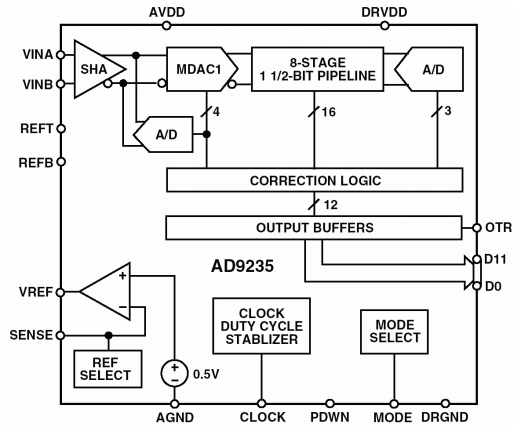 AVDD
DRVDD
VINA
VINB
SHA
MDAC1
8-STAGE
1 1/2-BIT PIPELINE
A/D
REFT
A/D
4
16
3
REFB
CORRECTION LOGIC
12
OUTPUT BUFFERS
OTR
AD9235
D11
D0
VREF
+
−
SENSE
CLOCK
DUTY CYCLE
STABLIZER
MODE
SELECT
REF
SELECT
+
−
0.5V
AGND
CLOCK
PDWN
MODE
DRGND